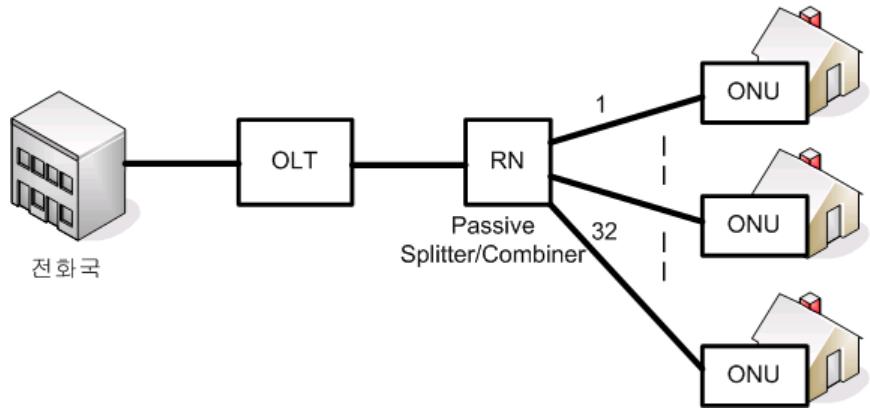 전화국
OLT
RN
Passive
Splitter/Combiner
1
32
ONU
ONU
ONU